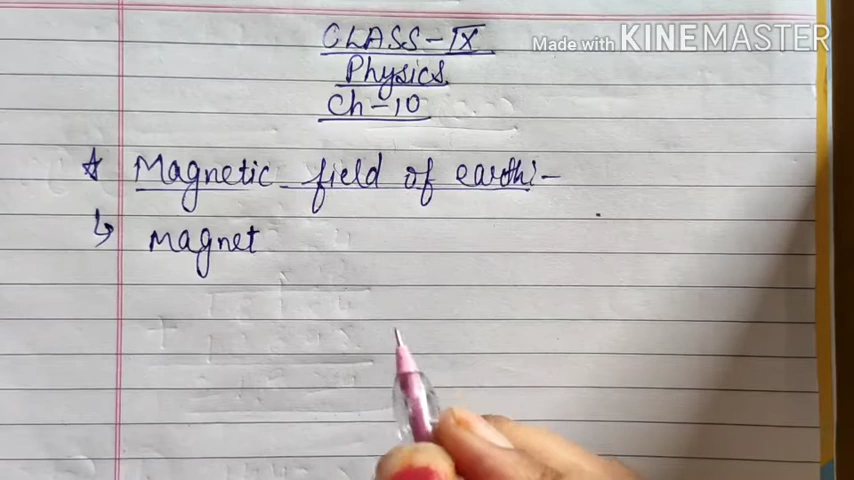 CLASS-IX
Made with KINEMASTER
Physics
Ch-10
☆ Magnetic field of earth:-
↳ Magnet